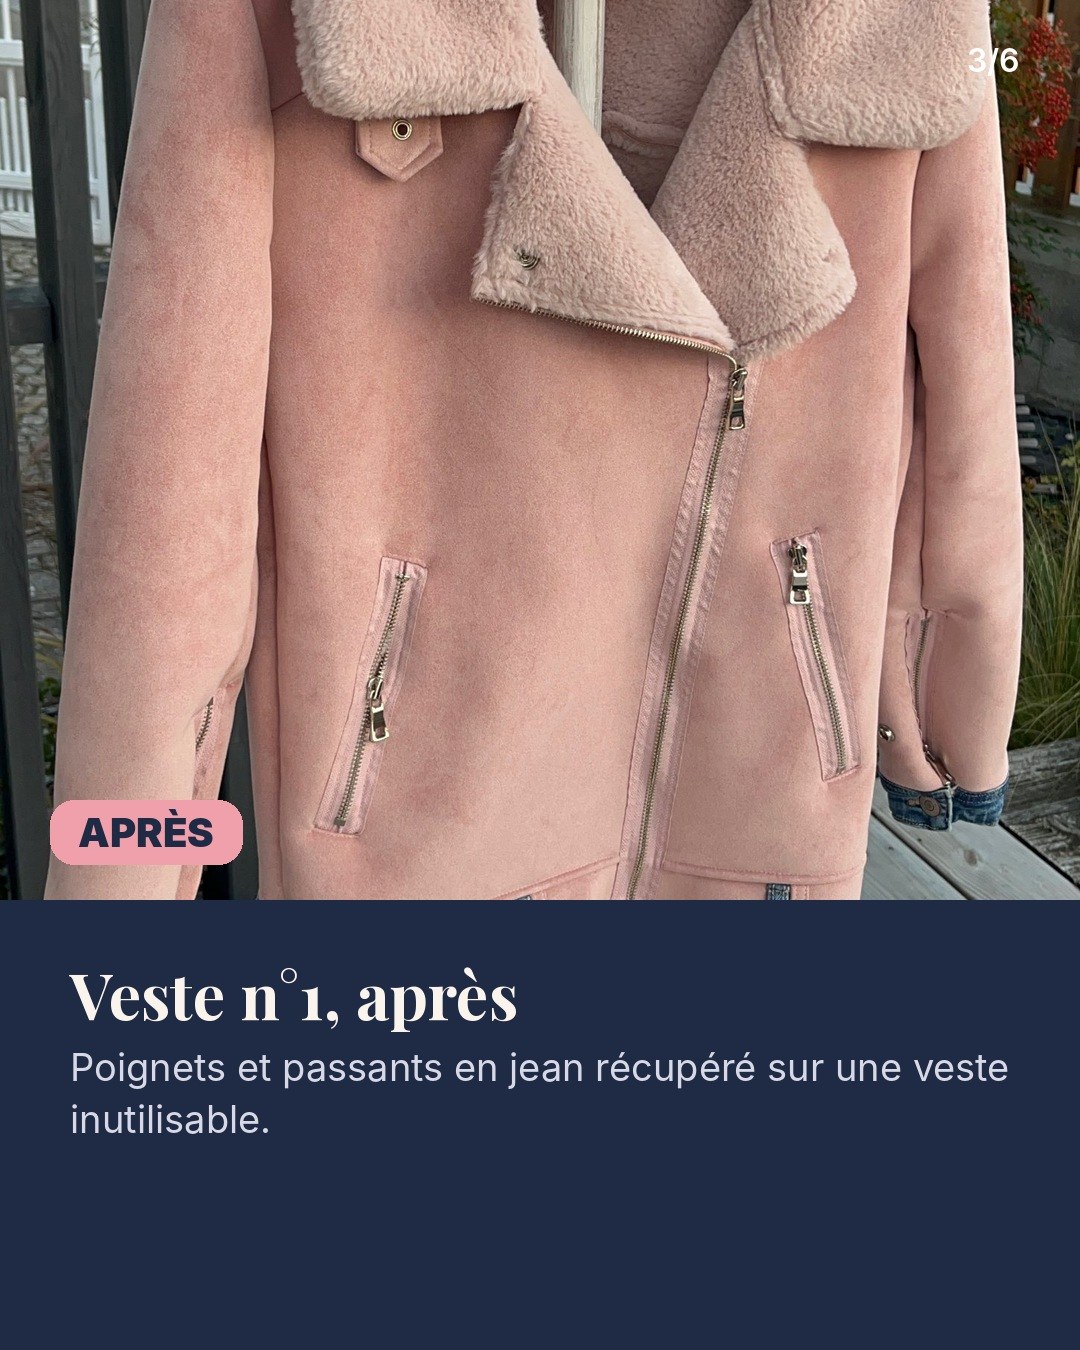 3/6
APRÈS
Veste n°1, après
Poignets et passants en jean récupéré sur une veste
inutilisable.